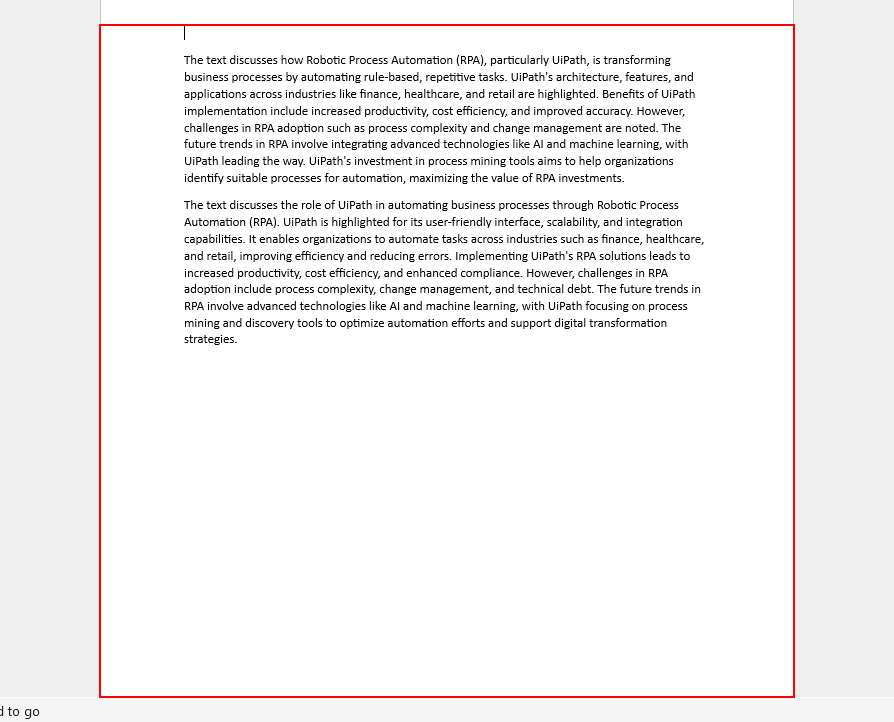 The text discusses how Robotic Process Automation (RPA), particularly UiPath, is transforming
business processes by automating rule-based, repetitive tasks. UiPath's architecture, features, and
applications across industries like finance, healthcare, and retail are highlighted. Benefits of UiPath
implementation include increased productivity, cost efficiency, and improved accuracy. However,
challenges in RPA adoption such as process complexity and change management are noted. The
future trends in RPA involve integrating advanced technologies like AI and machine learning, with
UiPath leading the way. UiPath's investment in process mining tools aims to help organizations
identify suitable processes for automation, maximizing the value of RPA investments.
The text discusses the role of UiPath in automating business processes through Robotic Process
Automation (RPA). UiPath is highlighted for its user-friendly interface, scalability, and integration
capabilities. It enables organizations to automate tasks across industries such as finance, healthcare,
and retail, improving efficiency and reducing errors. Implementing UiPath's RPA solutions leads to
increased productivity, cost efficiency, and enhanced compliance. However, challenges in RPA
adoption include process complexity, change management, and technical debt. The future trends in
RPA involve advanced technologies like AI and machine learning, with UiPath focusing on process
mining and discovery tools to optimize automation efforts and support digital transformation
strategies.
to go